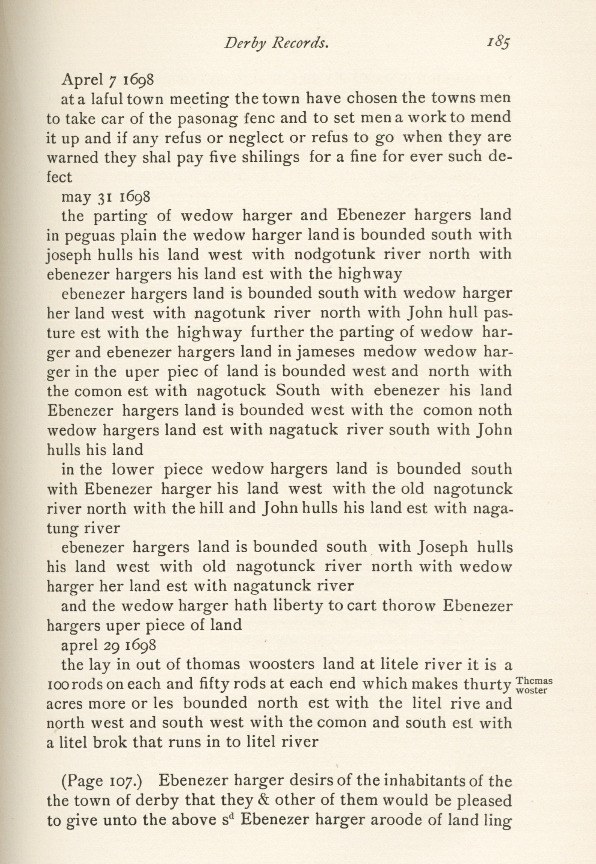 Derby Records. 185
Aprel 7 1698
at a laful town meeting the town have chosen the towns men
to take car of the pasonag fenc and to set men a work to mend
it up and if any refus or neglect or refus to go when they are
warned they shal pay five shilings for a fine for ever such de-
fect
may 31 1698
the parting of wedow harger and Ebenezer hargers land
in peguas plain the wedow harger land is bounded south with
joseph hulls his land west with nodgotunk river north with
ebenezer hargers his land est with the highway
ebenezer hargers land is bounded south with wedow harger
her land west with nagotunk river north with John hull pas-
ture est with the highway further the parting of wedow har-
ger and ebenezer hargers land in jameses medow wedow har-
ger in the uper piec of land is bounded west and north with
the comon est with nagotuck South with ebenezer his land
Ebenezer hargers land is bounded west with the comon noth
wedow hargers land est with nagatuck river south with John
hulls his land
in the lower piece wedow hargers land is bounded south
with Ebenezer harger his land west with the old nagotunck
river north with the hill and John hulls his land est with naga-
tung river
ebenezer hargers land is bounded south with Joseph hulls
his land west with old nagotunck river north with wedow
harger her land est with nagatunck river
and the wedow harger hath liberty to cart thorow Ebenezer
hargers uper piece of land
aprel 29 1698
the lay in out of thomas woosters land at litele river it is a
100 rods on each and fifty rods at each end which makes thurty
Thomas
woster
acres more or les bounded north est with the litel rive and
north west and south west with the comon and south est with
a litel brok that runs in to litel river
(Page 107.) Ebenezer harger desirs of the inhabitants of the
the town of derby that they & other of them would be pleased
to give unto the above sd Ebenezer harger aroode of land ling